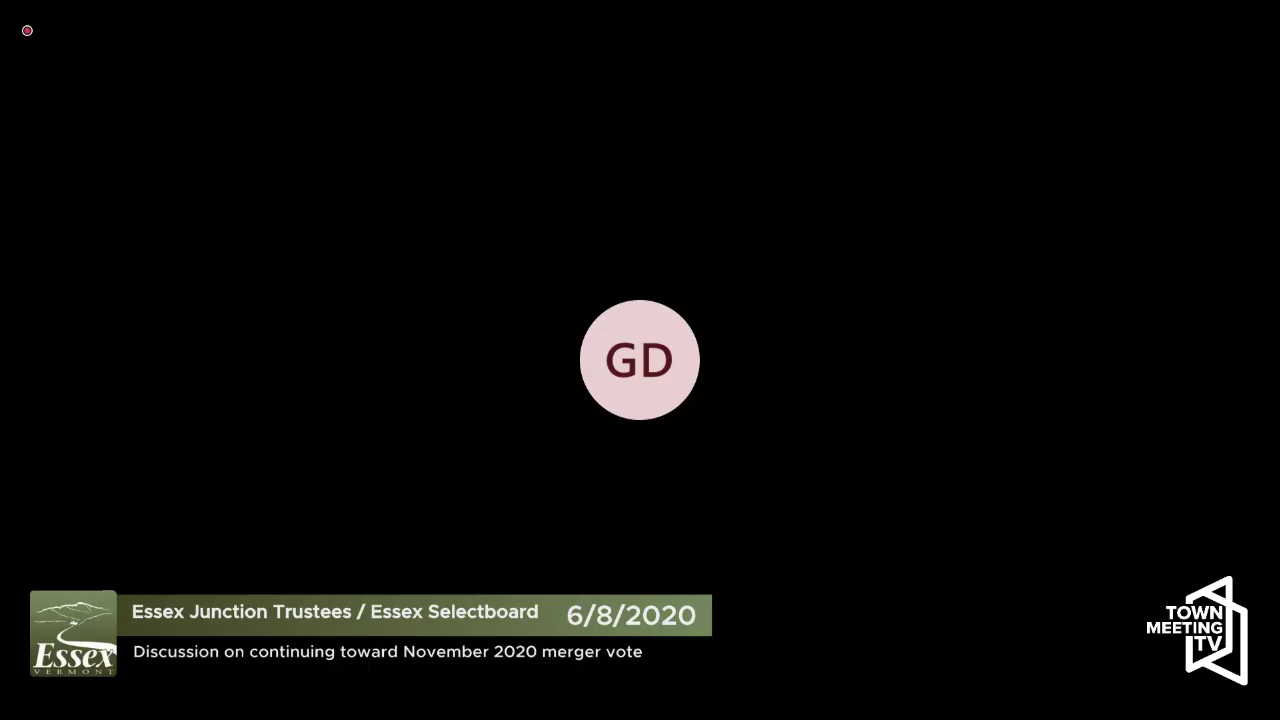 GD
Essex Junction Trustees / Essex Selectboard
6/8/2020
Discussion on continuing toward November 2020 merger vote
Essex
VERMONT
TOWN
MEETING
TV